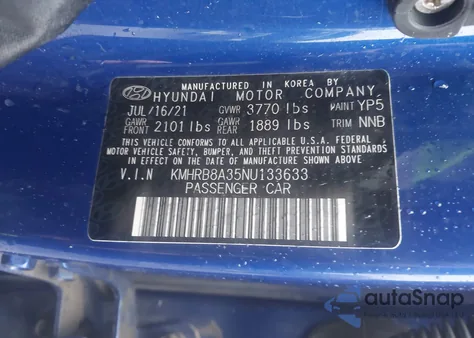 MANUFACTURED IN KOREA BY
HYUNDAI MOTOR COMPANY
JUL/16/21 GVWR 3770 lbs PAINT YP5
GAWR FRONT 2101 lbs GAWR REAR 1889 lbs TRIM NNB
THIS VEHICLE CONFORMS TO ALL APPLICABLE U.S. FEDERAL
MOTOR VEHICLE SAFETY, BUMPER, AND THEFT PREVENTION STANDARDS
IN EFFECT ON THE DATE OF MANUFACTURE SHOWN ABOVE.
V.I.N KMHRB8A35NU133633
PASSENGER CAR
autoSnap